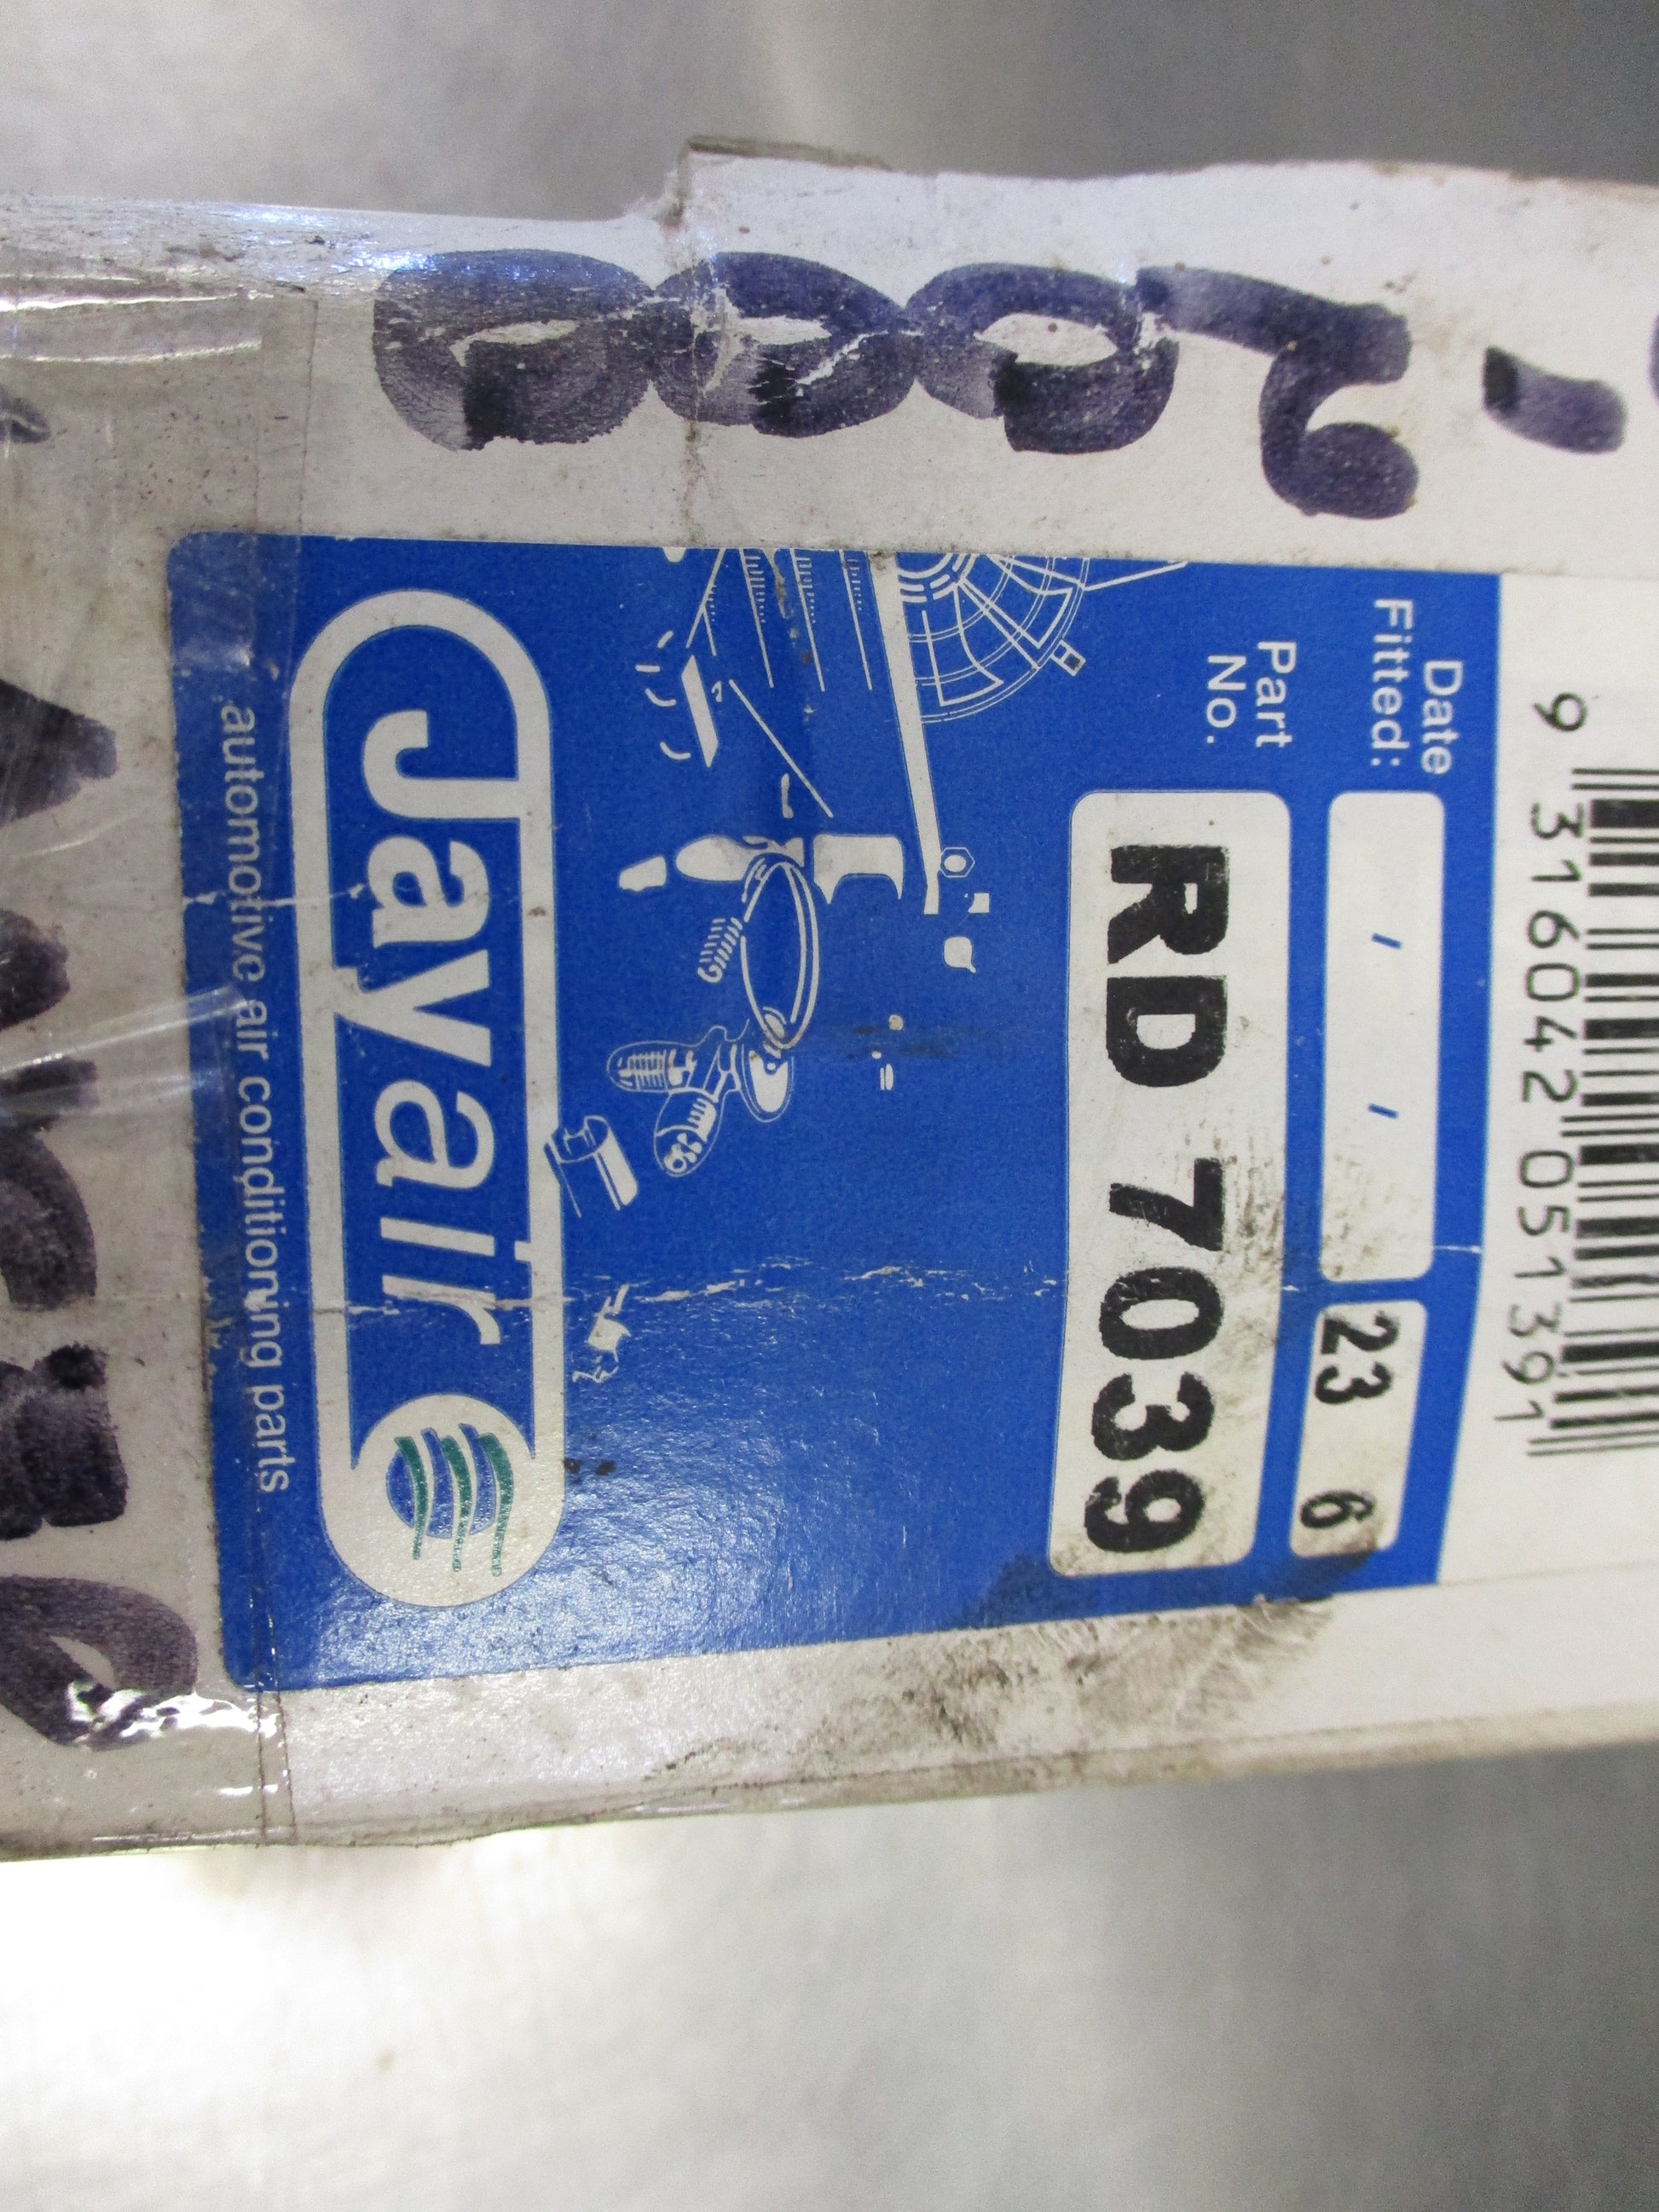 9 316042 051391
Date
Fitted: / / 23 6
Part
No. RD 7039
Jayair
automotive air conditioning parts